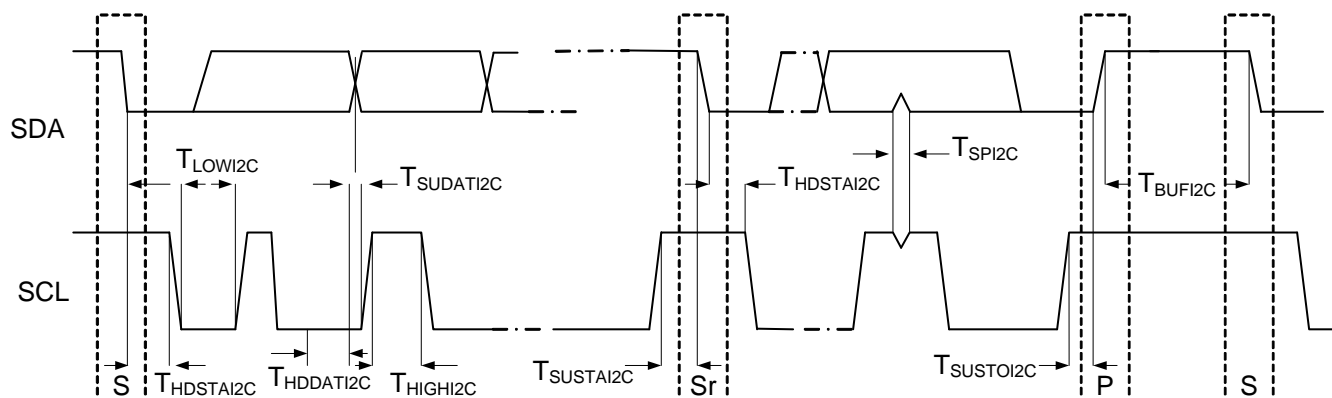 SDA
T_LOWI2C
T_SUDATI2C
T_SPI2C
T_HDSTAI2C
T_BUFI2C
SCL
S
T_HDSTAI2C
T_HDDATI2C
T_HIGHI2C
T_SUSTAI2C
Sr
T_SUSTOI2C
P
S